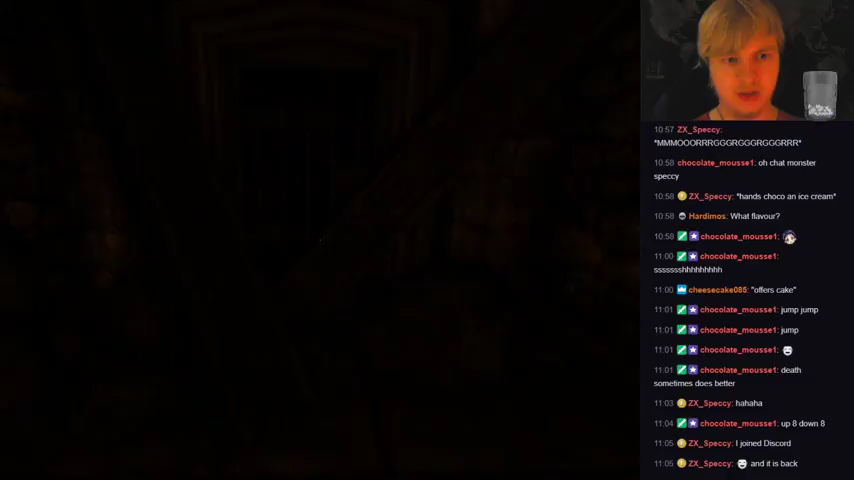 10:57 ZX_Speccy:
*MMMOOORRRGGGRGGGRGGGRRR*
10:58 chocolate_mousse1: oh chat monster
speccy
10:58 ZX_Speccy: *hands choco an ice cream*
10:58 Hardimos: What flavour?
10:58 chocolate_mousse1:
11:00 chocolate_mousse1:
ssssssshhhhhhhhh
11:00 cheesecake085: "offers cake"
11:01 chocolate_mousse1: jump jump
11:01 chocolate_mousse1: jump
11:01 chocolate_mousse1:
11:01 chocolate_mousse1: death
sometimes does better
11:03 ZX_Speccy: hahaha
11:04 chocolate_mousse1: up 8 down 8
11:05 ZX_Speccy: I joined Discord
11:05 ZX_Speccy: and it is back